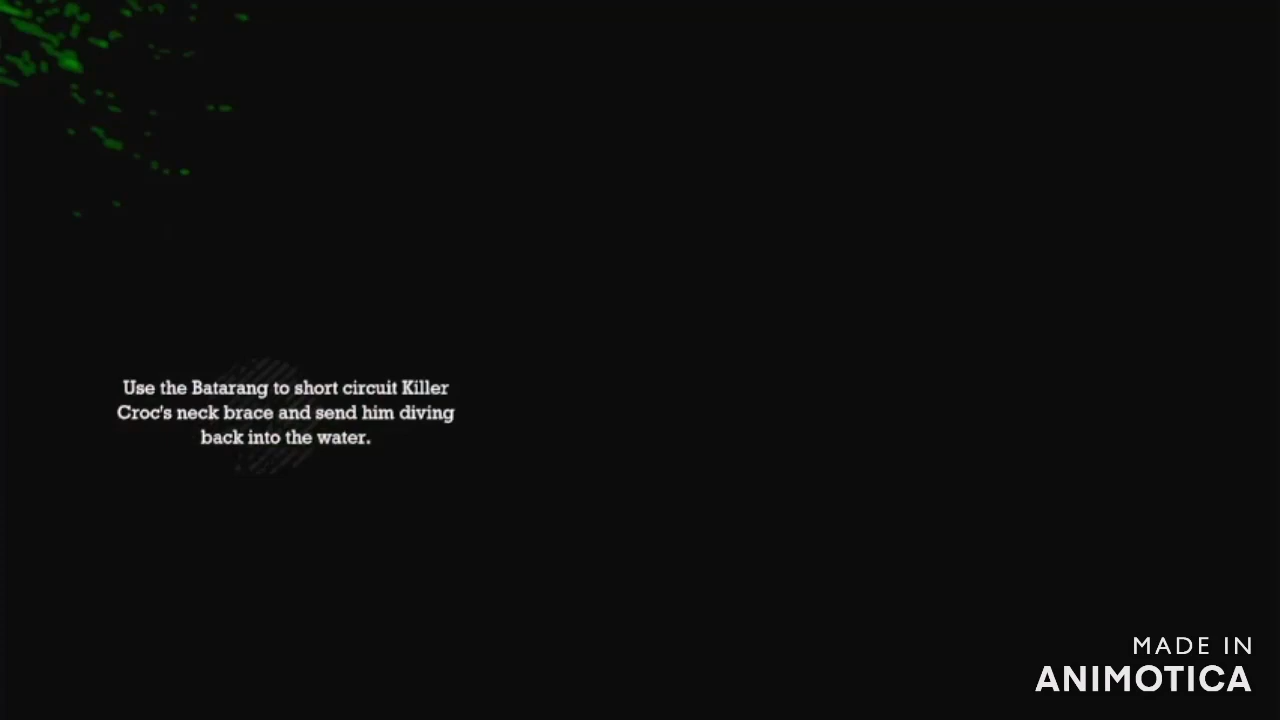 Use the Batarang to short circuit Killer
Croc's neck brace and send him diving
back into the water.
MADE IN
ANIMOTICA